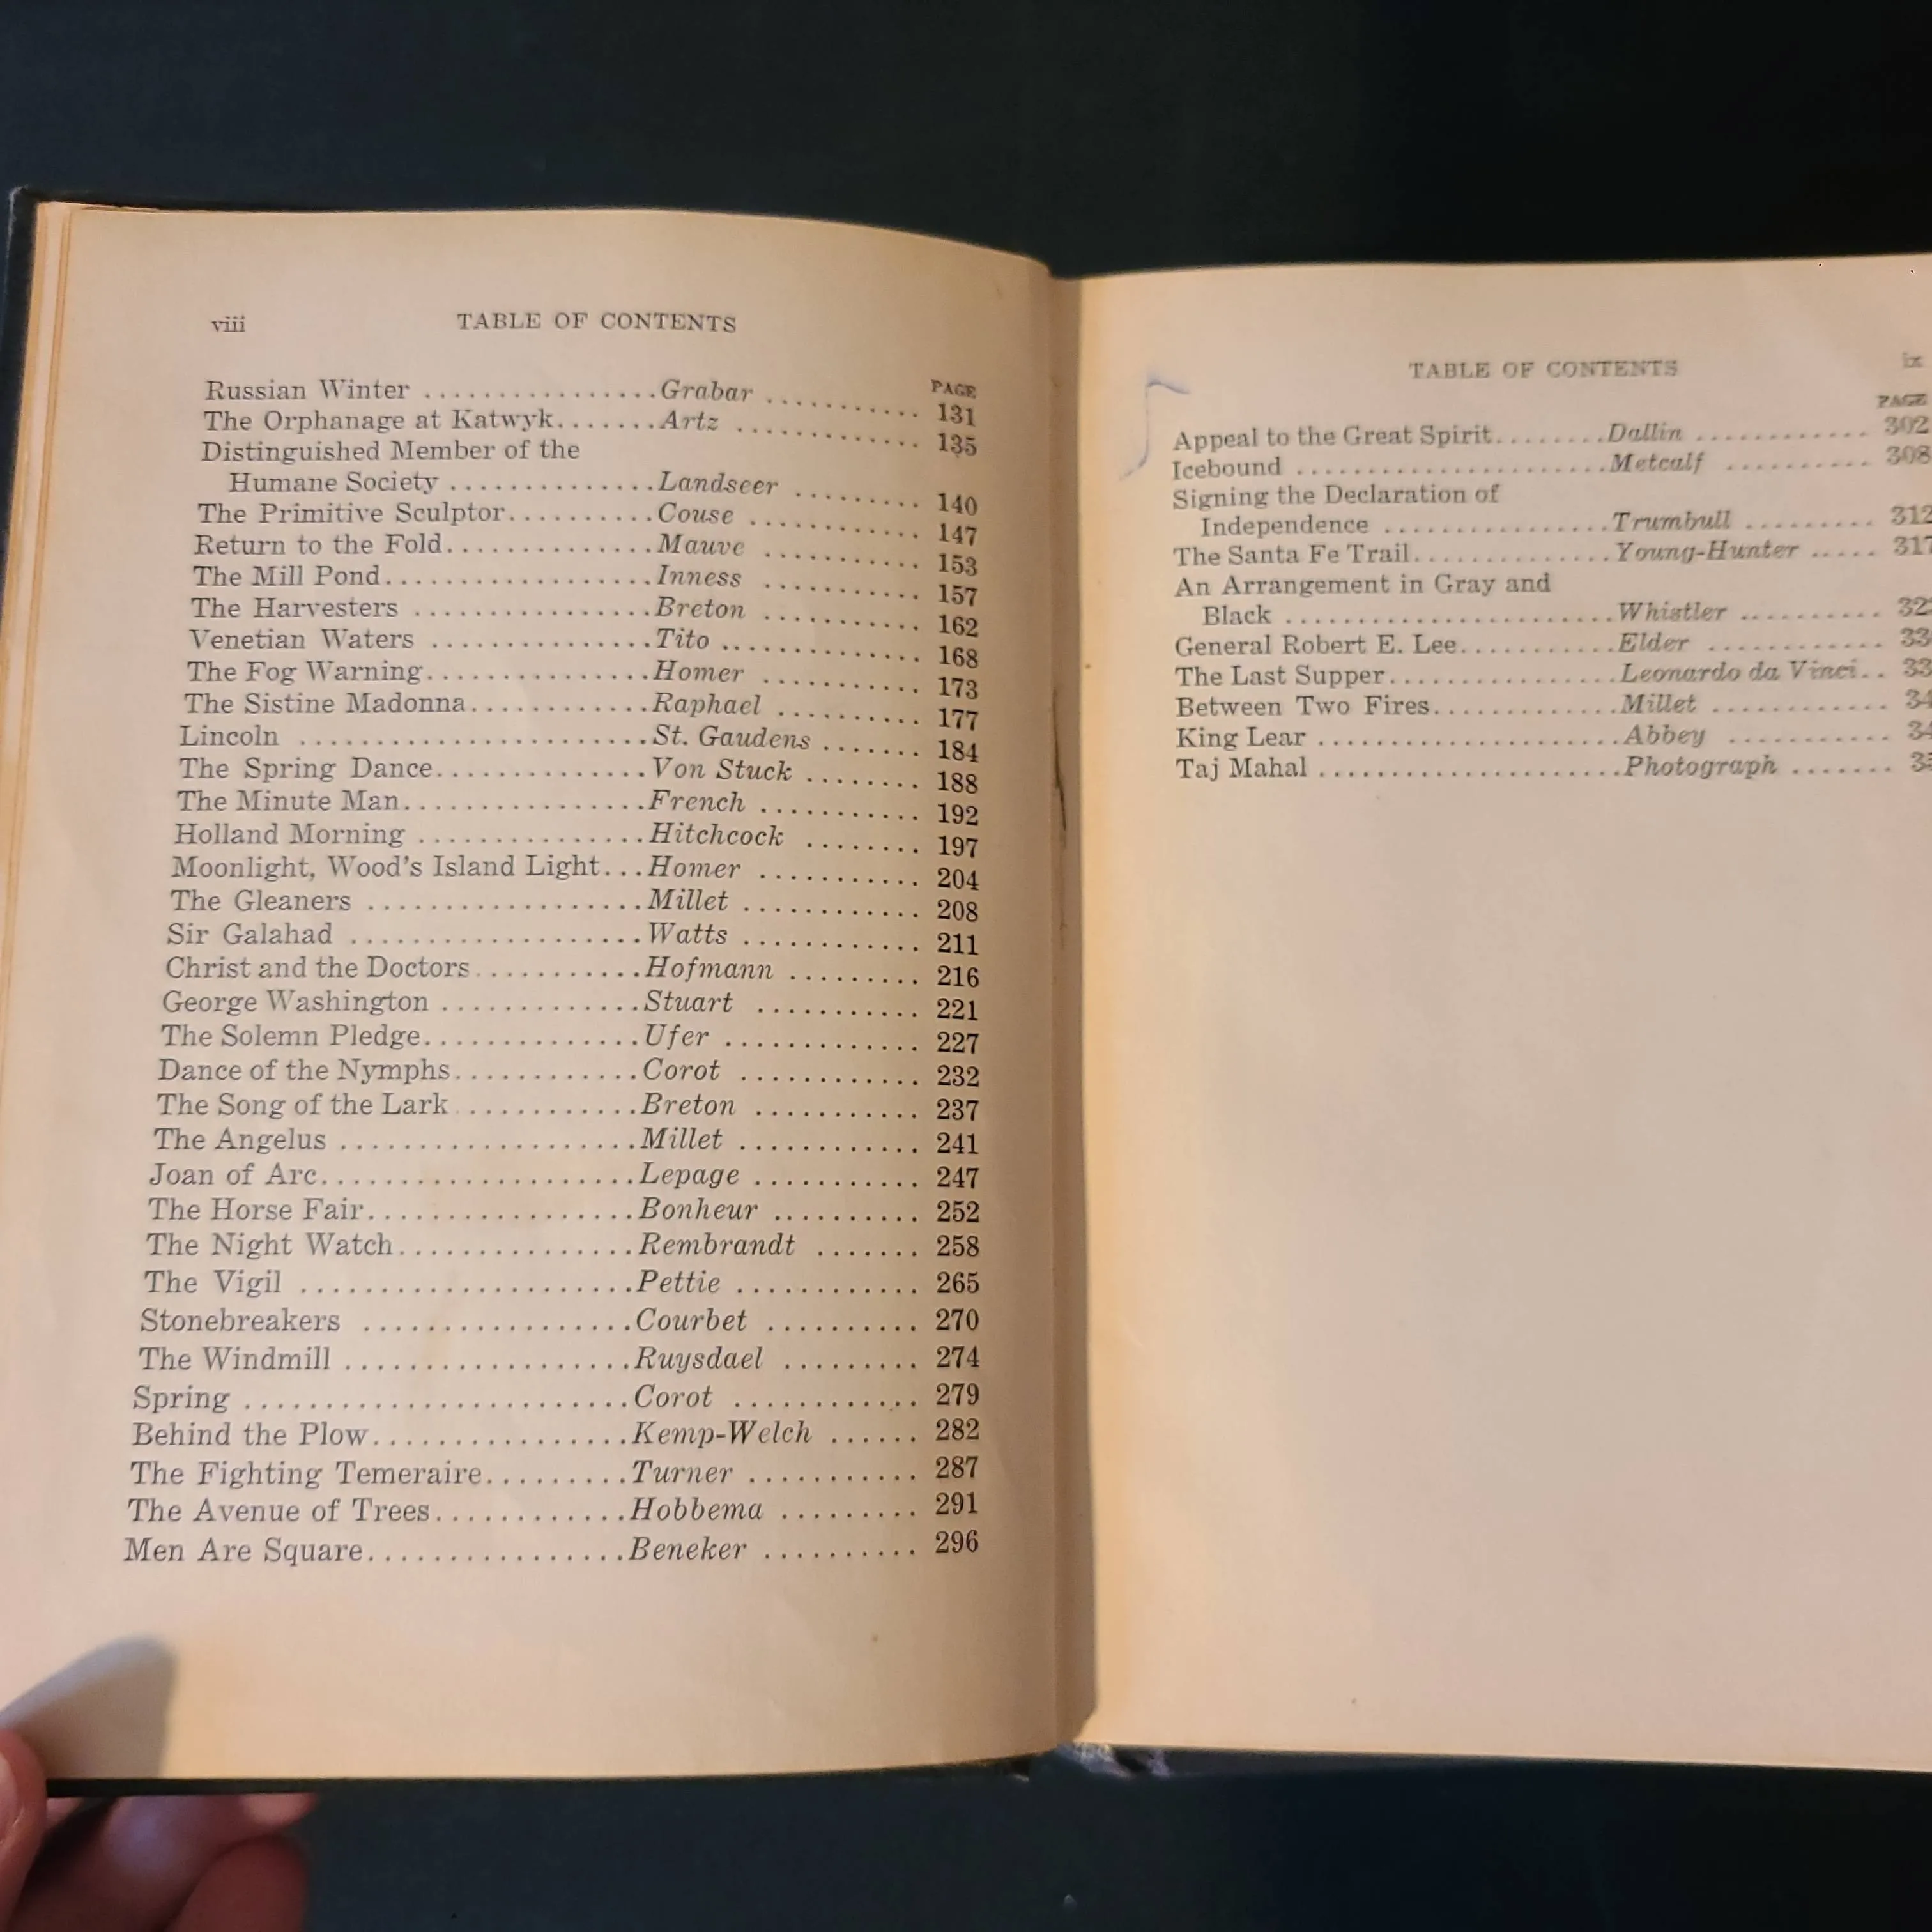 viii TABLE OF CONTENTS
PAGE
Russian Winter ................Grabar ........... 131
The Orphanage at Katwyk.......Artz ............. 135
Distinguished Member of the
Humane Society ..............Landseer ......... 140
The Primitive Sculptor..........Couse ............ 147
Return to the Fold..............Mauve ........... 153
The Mill Pond..................Inness ........... 157
The Harvesters ................Breton ........... 162
Venetian Waters ...............Tito .............. 168
The Fog Warning...............Homer ............ 173
The Sistine Madonna............Raphael .......... 177
Lincoln .......................St. Gaudens ....... 184
The Spring Dance..............Von Stuck ........ 188
The Minute Man................French ........... 192
Holland Morning ...............Hitchcock ........ 197
Moonlight, Wood's Island Light...Homer ........... 204
The Gleaners ..................Millet ............ 208
Sir Galahad ...................Watts ............ 211
Christ and the Doctors...........Hofmann ......... 216
George Washington .............Stuart ........... 221
The Solemn Pledge..............Ufer ............. 227
Dance of the Nymphs............Corot ............ 232
The Song of the Lark ............Breton ........... 237
The Angelus ....................Millet ............ 241
Joan of Arc.....................Lepage ........... 247
The Horse Fair..................Bonheur .......... 252
The Night Watch................Rembrandt ....... 258
The Vigil ......................Pettie ............ 265
Stonebreakers ..................Courbet .......... 270
The Windmill ...................Ruysdael ......... 274
Spring .........................Corot ............ 279
Behind the Plow.................Kemp-Welch ...... 282
The Fighting Temeraire.........Turner ........... 287
The Avenue of Trees............Hobbema ......... 291
Men Are Square.................Beneker .......... 296
TABLE OF CONTENTS ix
PAGE
Appeal to the Great Spirit........Dallin ............ 302
Icebound .....................Metcalf .......... 308
Signing the Declaration of
Independence ................Trumbull ......... 312
The Santa Fe Trail..............Young-Hunter ..... 317
An Arrangement in Gray and
Black .......................Whistler ..........
General Robert E. Lee...........Elder ............
The Last Supper................Leonardo da Vinci..
Between Two Fires.............Millet ............
King Lear .....................Abbey ...........
Taj Mahal .....................Photograph .......